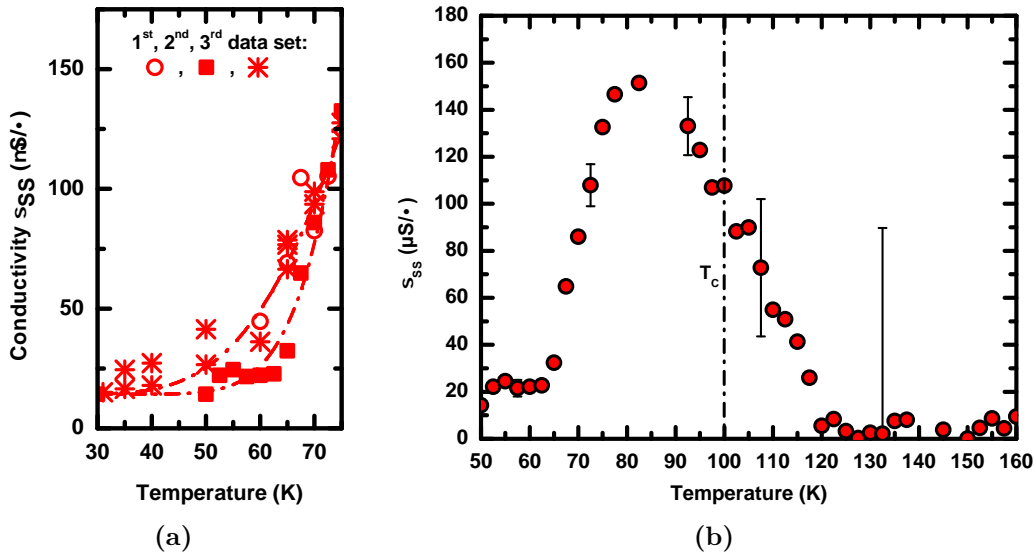 1st, 2nd, 3rd data set:
, ,
150
100
50
0
30 40 50 60 70
Conductivity sSS (nS/•)
Temperature (K)
(a)
180
160
140
120
100
80
60
40
20
0
50 60 70 80 90 100 110 120 130 140 150 160
sSS (µS/•)
TC
Temperature (K)
(b)